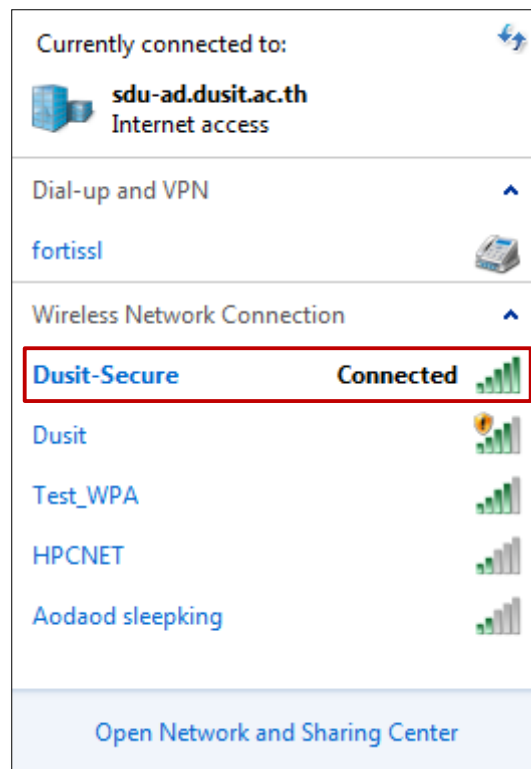 Currently connected to:
sdu-ad.dusit.ac.th
Internet access
Dial-up and VPN
fortissl
Wireless Network Connection
Dusit-Secure Connected
Dusit
Test_WPA
HPCNET
Aodaod sleepking
Open Network and Sharing Center